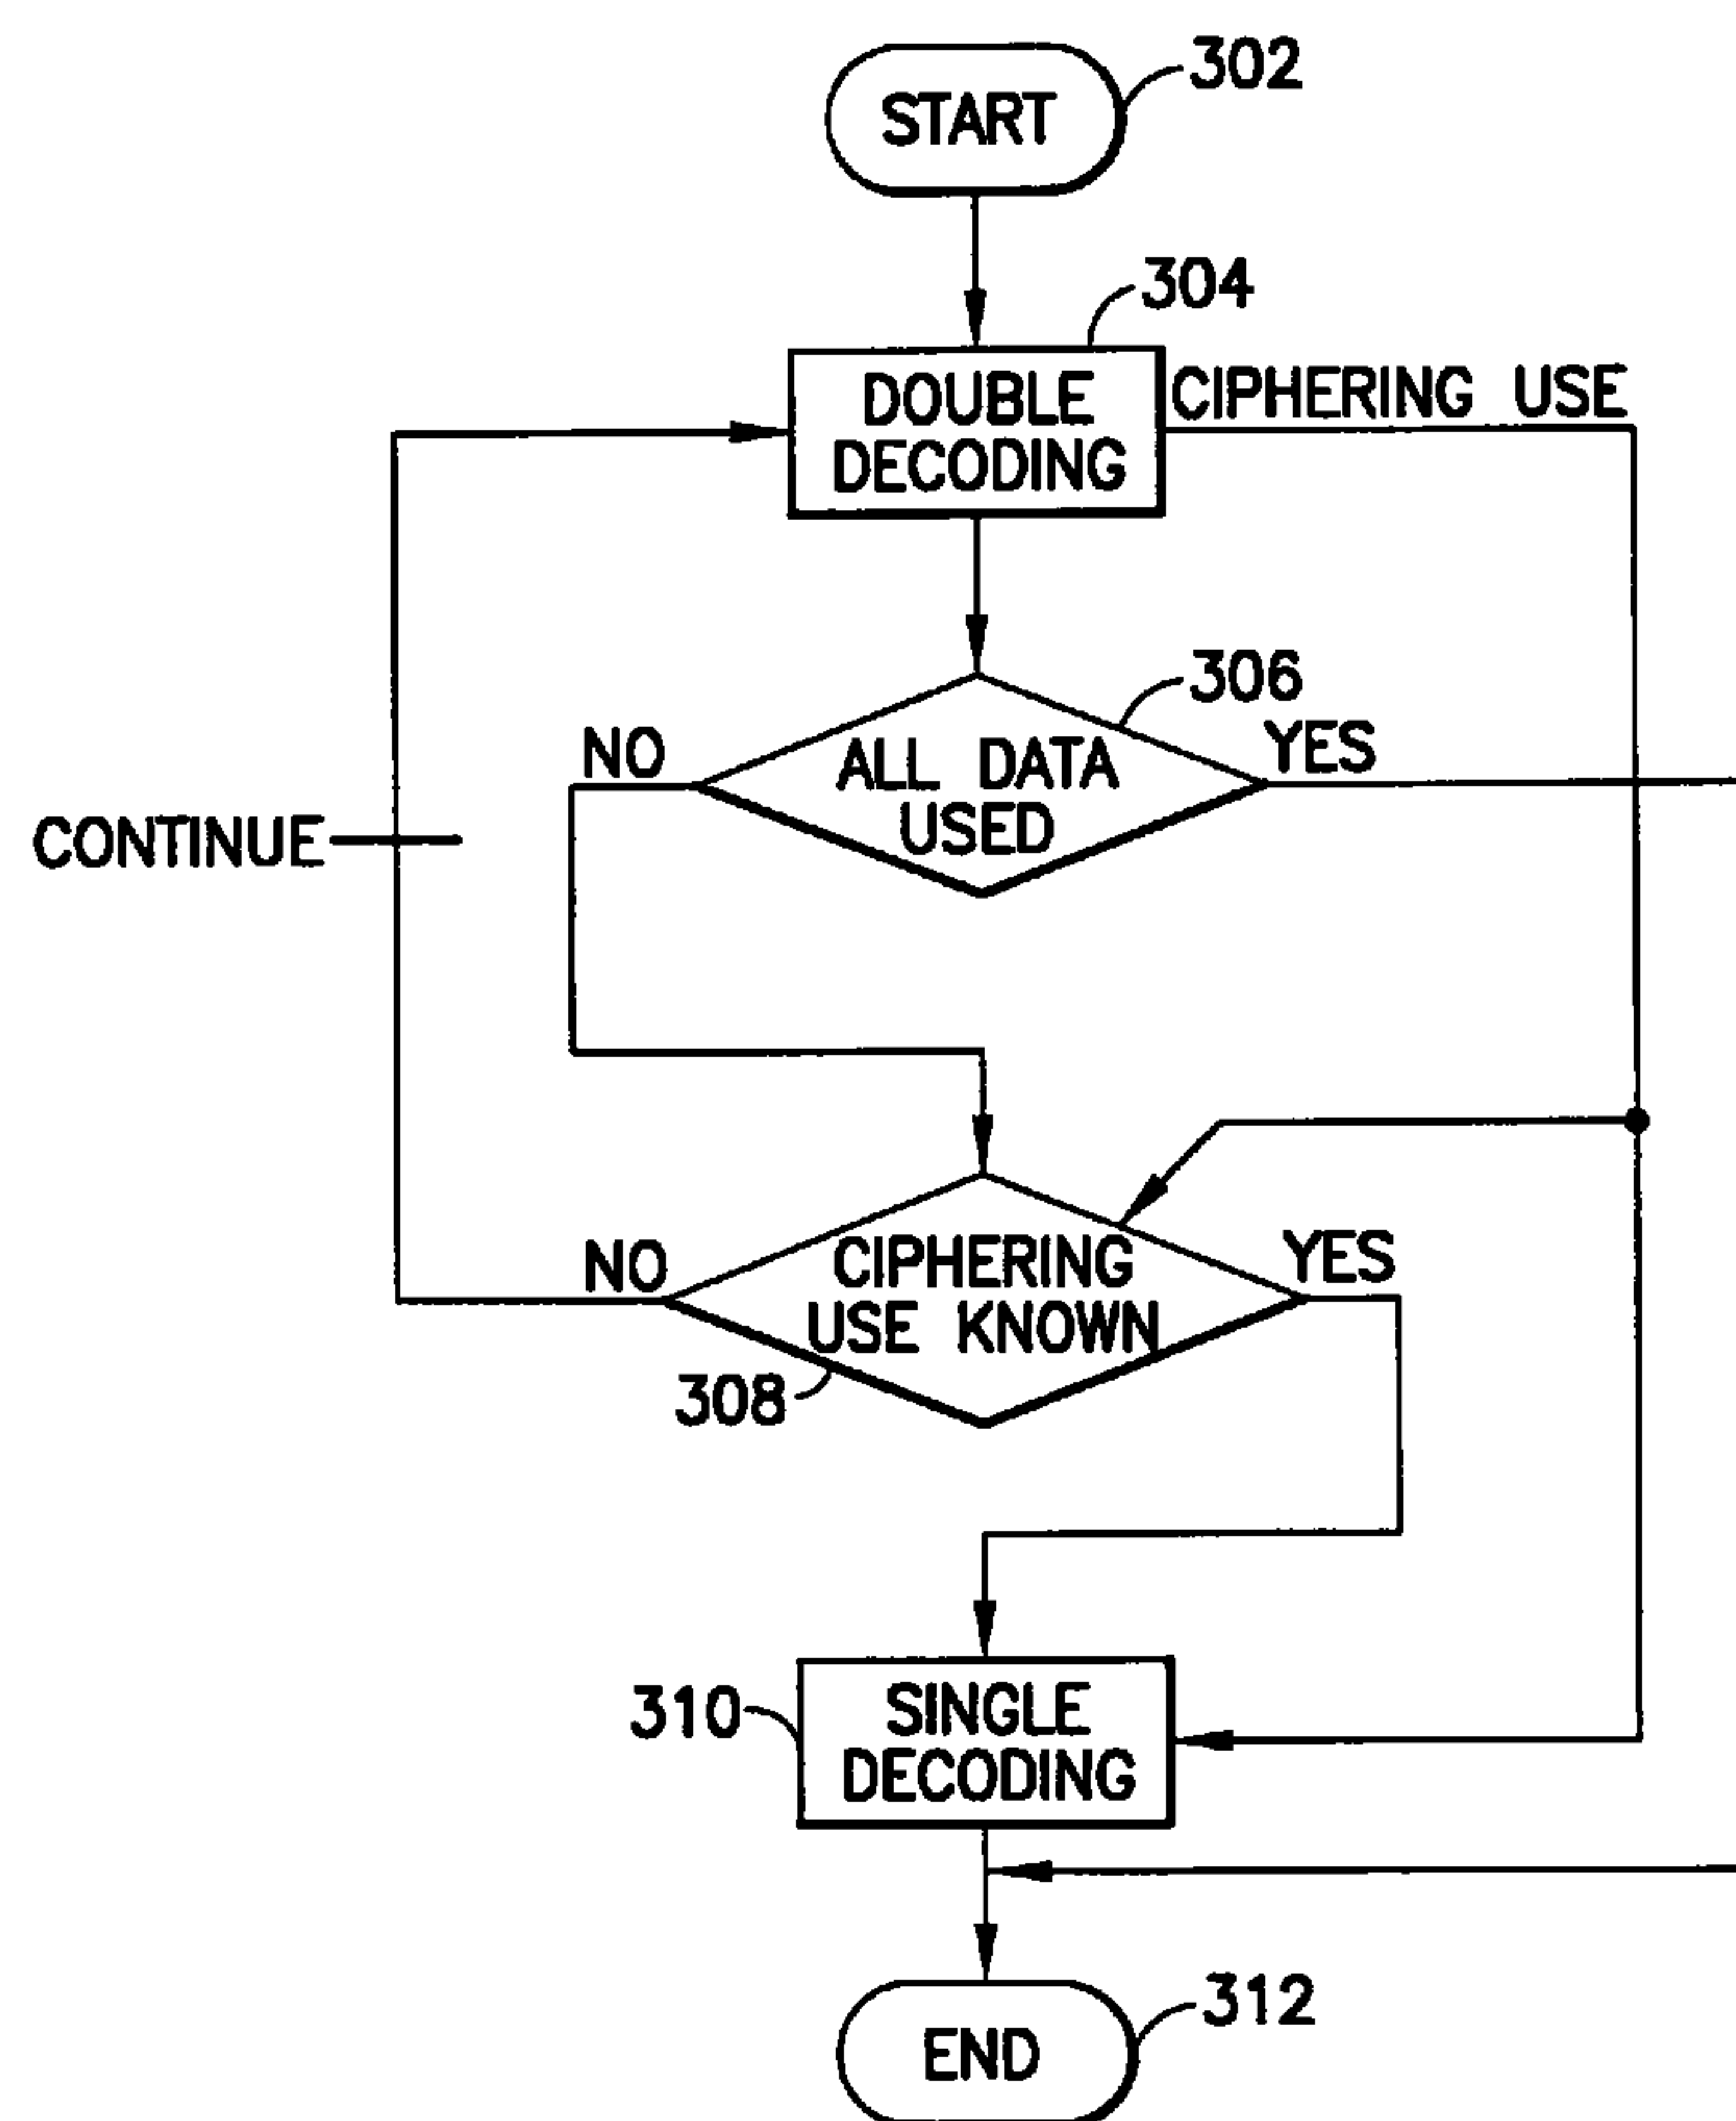 302
START
304
DOUBLE
DECODING
CIPHERING USE
306
NO
ALL DATA
USED
YES
CONTINUE
NO
CIPHERING
USE KNOWN
YES
308
310
SINGLE
DECODING
312
END